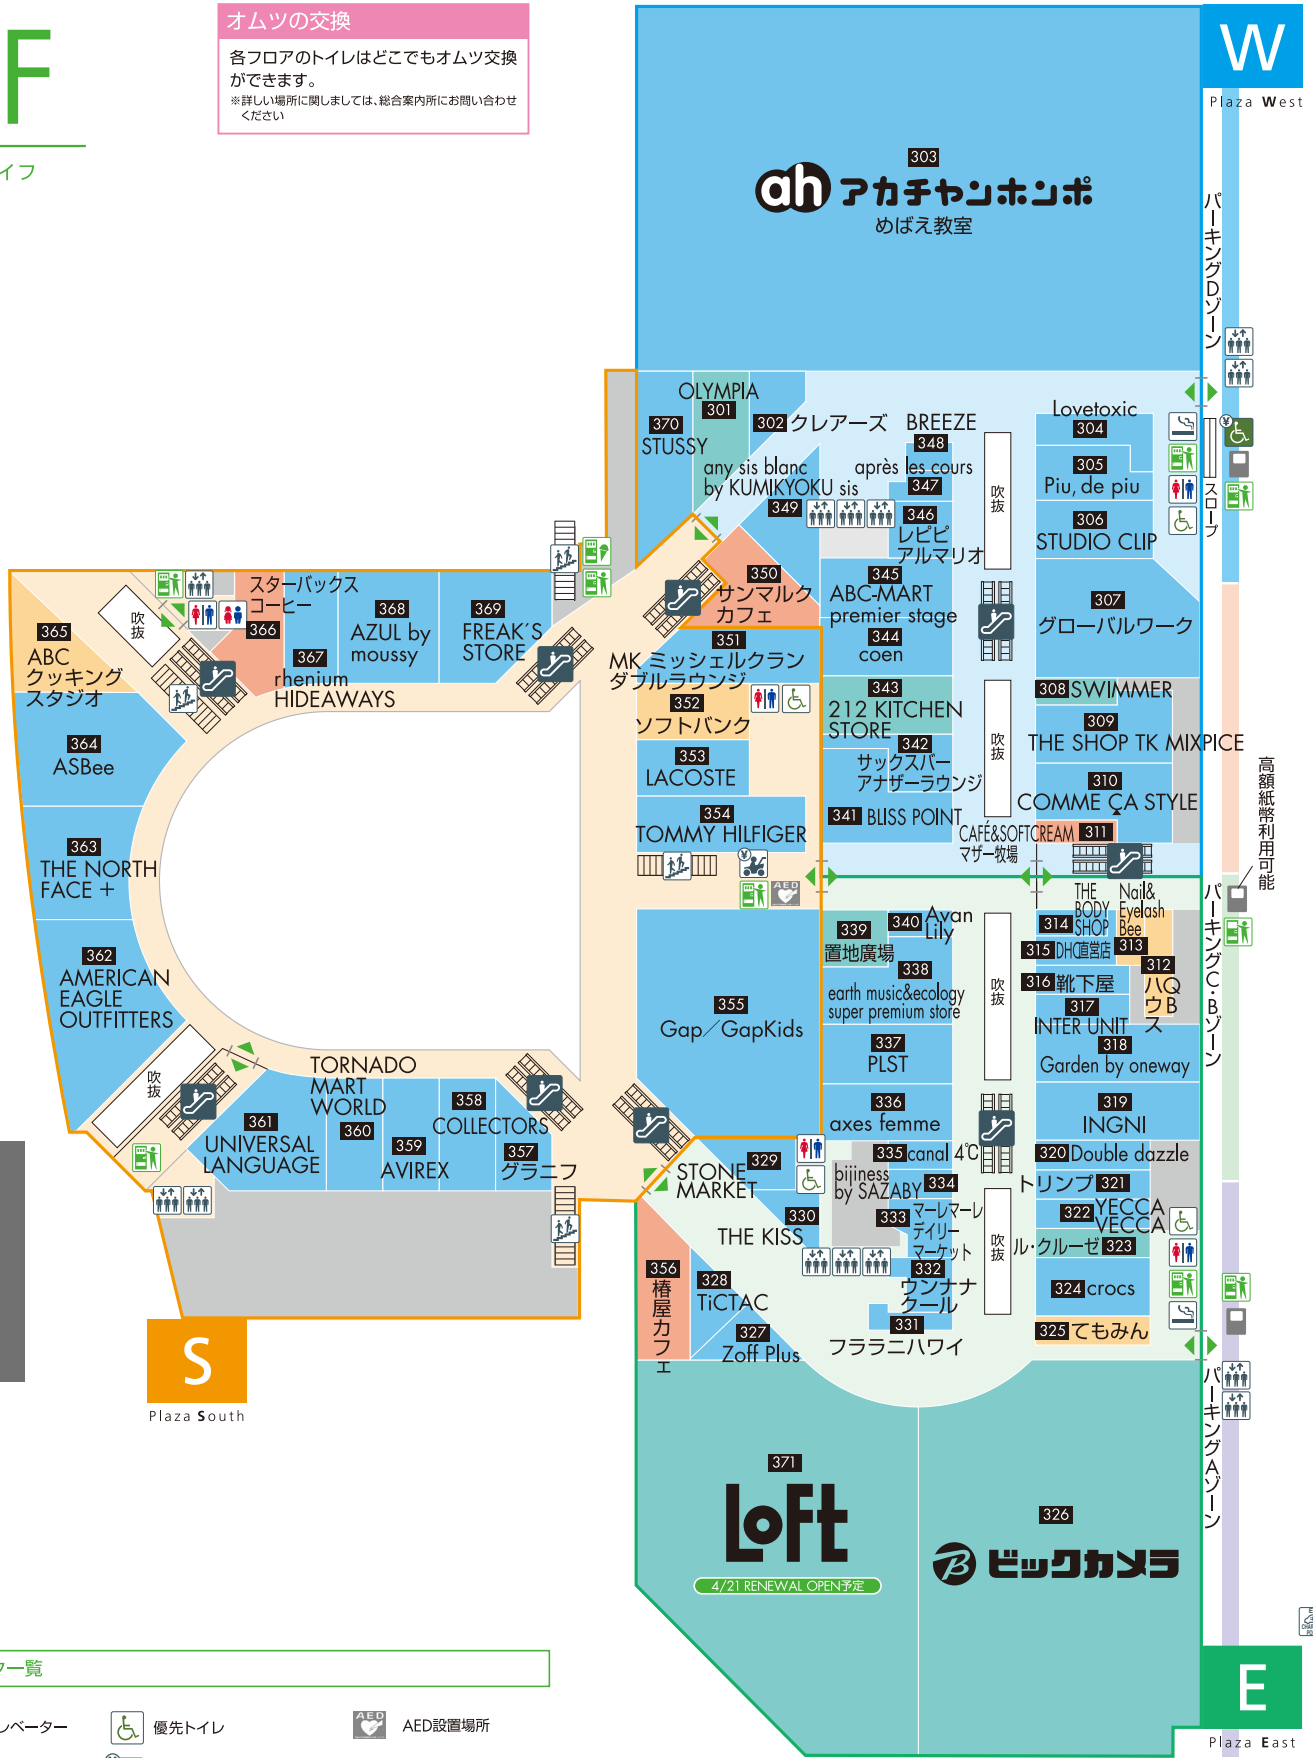 F
イフ
オムツの交換
各フロアのトイレはどこでもオムツ交換
ができます。
※詳しい場所に関しましては、総合案内所にお問い合わせ
ください
W
Plaza West
303
ah アカチャンホンポ
めばえ教室
パーキングDゾーン
スロープ
OLYMPIA
301
370
STUSSY
302 クレアーズ
BREEZE
348
any sis blanc
by KUMIKYOKU sis
349
après les cours
347
346
レピピ
アルマリオ
吹抜
Lovetoxic
304
305
Piu, de piu
306
STUDIO CLIP
307
グローバルワーク
350
サンマルク
カフェ
345
ABC-MART
premier stage
344
coen
351
MK ミッシェルクラン
ダブルラウンジ
352
ソフトバンク
353
LACOSTE
354
TOMMY HILFIGER
343
212 KITCHEN
STORE
342
サックスバー
アナザーラウンジ
341 BLISS POINT
吹抜
308 SWIMMER
309
THE SHOP TK MIXPICE
310
COMME ÇA STYLE
CAFÉ&SOFTCREAM 311
マザー牧場
高額紙幣利用可能
吹抜
スターバックス
コーヒー
366
365
ABC
クッキング
スタジオ
367
rhenium
HIDEAWAYS
368
AZUL by
moussy
369
FREAK'S
STORE
364
ASBee
363
THE NORTH
FACE +
362
AMERICAN
EAGLE
OUTFITTERS
吹抜
361
UNIVERSAL
LANGUAGE
TORNADO
MART
WORLD
360
359
AVIREX
358
COLLECTORS
357
グラニフ
AED
355
Gap/GapKids
339
置地廣場
340 Avan
Lily
338
earth music&ecology
super premium store
337
PLST
336
axes femme
335 canal 4℃
bijiness
by SAZABY 334
333 マーレマーレ
デイリー
マーケット
332
ウンナナ
クール
331
フララニハワイ
吹抜
吹抜
THE
BODY
314 SHOP
Nail&
Eyelash
Bee
313
315 DHC直営店
312
QB
ハウス
316 靴下屋
317
INTER UNIT
318
Garden by oneway
319
INGNI
320 Double dazzle
トリンプ 321
322 YECCA
VECCA
ル・クルーゼ 323
324 crocs
325 てもみん
パーキングC・Bゾーン
パーキングAゾーン
329
STONE
MARKET
330
THE KISS
356
椿屋カフェ
328
TiCTAC
327
Zoff Plus
S
Plaza South
371
LOFT
4/21 RENEWAL OPEN予定
326
ビックカメラ
E
Plaza East
一覧
ベーター
優先トイレ
AED
AED設置場所